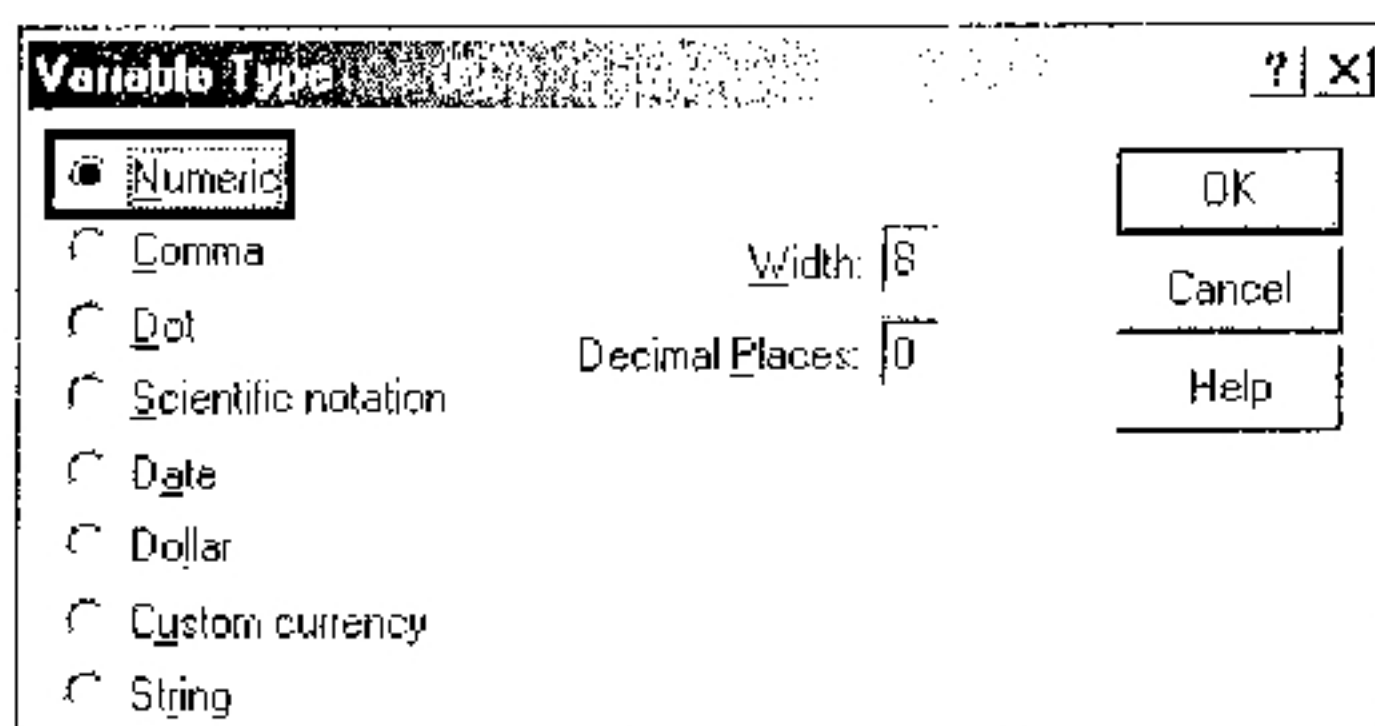 Variable Type ? X
Numeric
OK
Comma
Width: 8
Cancel
Dot
Decimal Places: 0
Help
Scientific notation
Date
Dollar
Custom currency
String